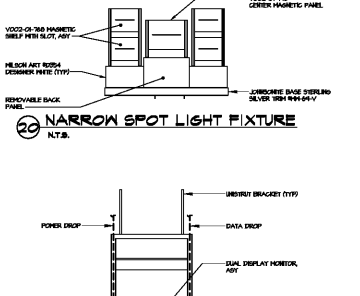 CENTER MAGNETIC PANEL
V002-01-788 MAGNETIC
SHELF WITH SLOT, ASY
WILSON ART #D354
DESIGNER WHITE (TYP)
REMOVABLE BACK
PANEL
JOHNSONITE BASE STERLING
SILVER TRIM
20 NARROW SPOT LIGHT FIXTURE
N.T.S.
UNISTRUT BRACKET (TYP)
POWER DROP
DATA DROP
DUAL DISPLAY MONITOR,
ASY